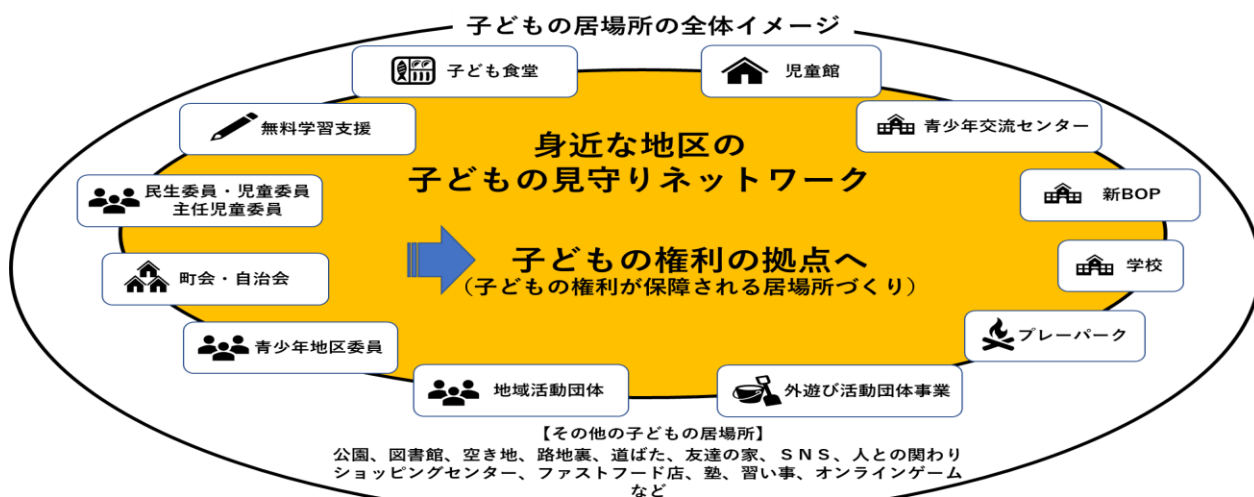 子どもの居場所の全体イメージ
子ども食堂
児童館
無料学習支援
青少年交流センター
身近な地区の
子どもの見守りネットワーク
民生委員・児童委員
主任児童委員
新BOP
町会・自治会
子どもの権利の拠点へ
（子どもの権利が保障される居場所づくり）
学校
青少年地区委員
プレーパーク
地域活動団体
外遊び活動団体事業
【その他の子どもの居場所】
公園、図書館、空き地、路地裏、道ばた、友達の家、ＳＮＳ、人との関わり
ショッピングセンター、ファストフード店、塾、習い事、オンラインゲーム
など